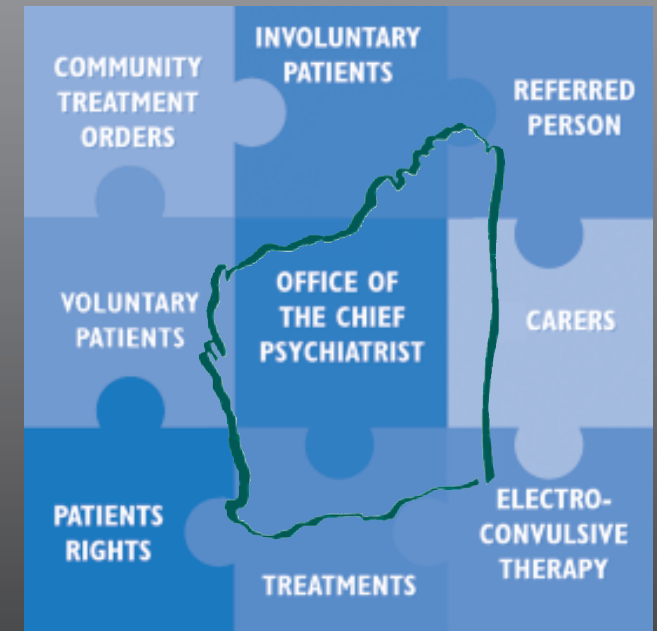 COMMUNITY
TREATMENT
ORDERS
INVOLUNTARY
PATIENTS
REFERRED
PERSON
VOLUNTARY
PATIENTS
OFFICE OF
THE CHIEF
PSYCHIATRIST
CARERS
PATIENTS
RIGHTS
TREATMENTS
ELECTRO-
CONVULSIVE
THERAPY